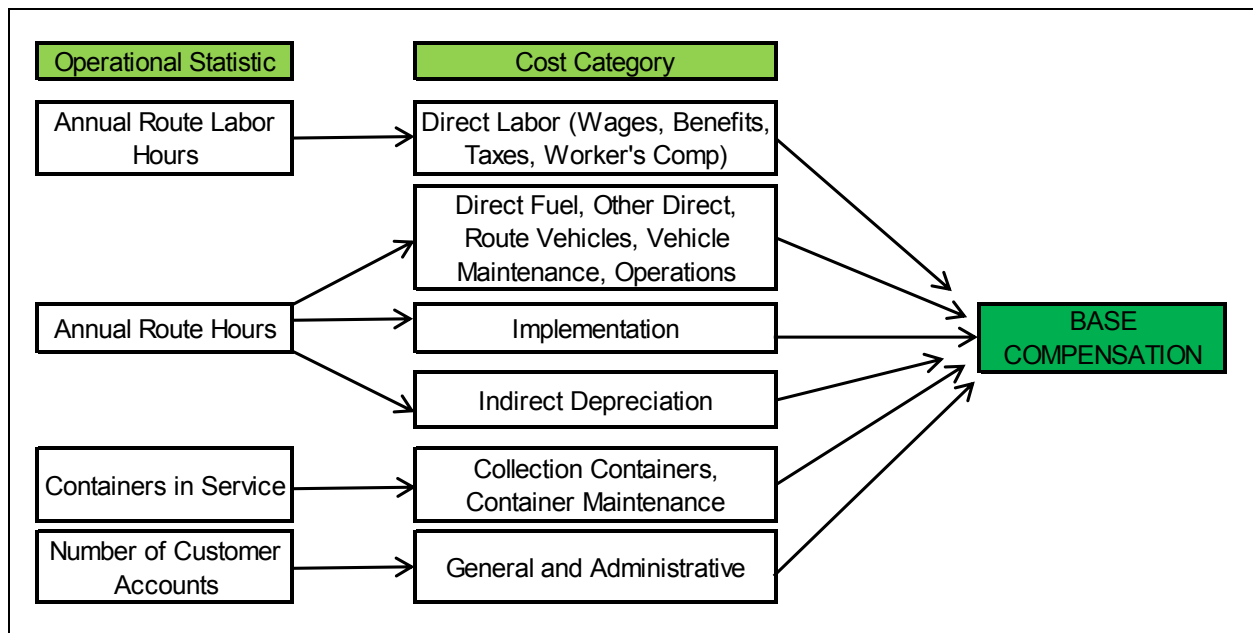 Operational Statistic
Cost Category
Annual Route Labor
Hours
Direct Labor (Wages, Benefits,
Taxes, Worker's Comp)
Direct Fuel, Other Direct,
Route Vehicles, Vehicle
Maintenance, Operations
Annual Route Hours
Implementation
BASE
COMPENSATION
Indirect Depreciation
Containers in Service
Collection Containers,
Container Maintenance
Number of Customer
Accounts
General and Administrative